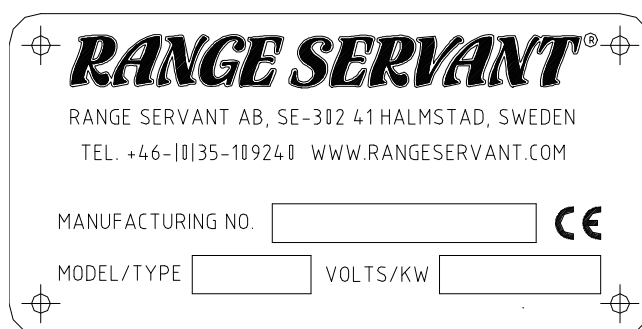 RANGE SERVANT®
RANGE SERVANT AB, SE-302 41 HALMSTAD, SWEDEN
TEL. +46-|0|35-109240 WWW.RANGESERVANT.COM
MANUFACTURING NO. CE
MODEL/TYPE VOLTS/KW